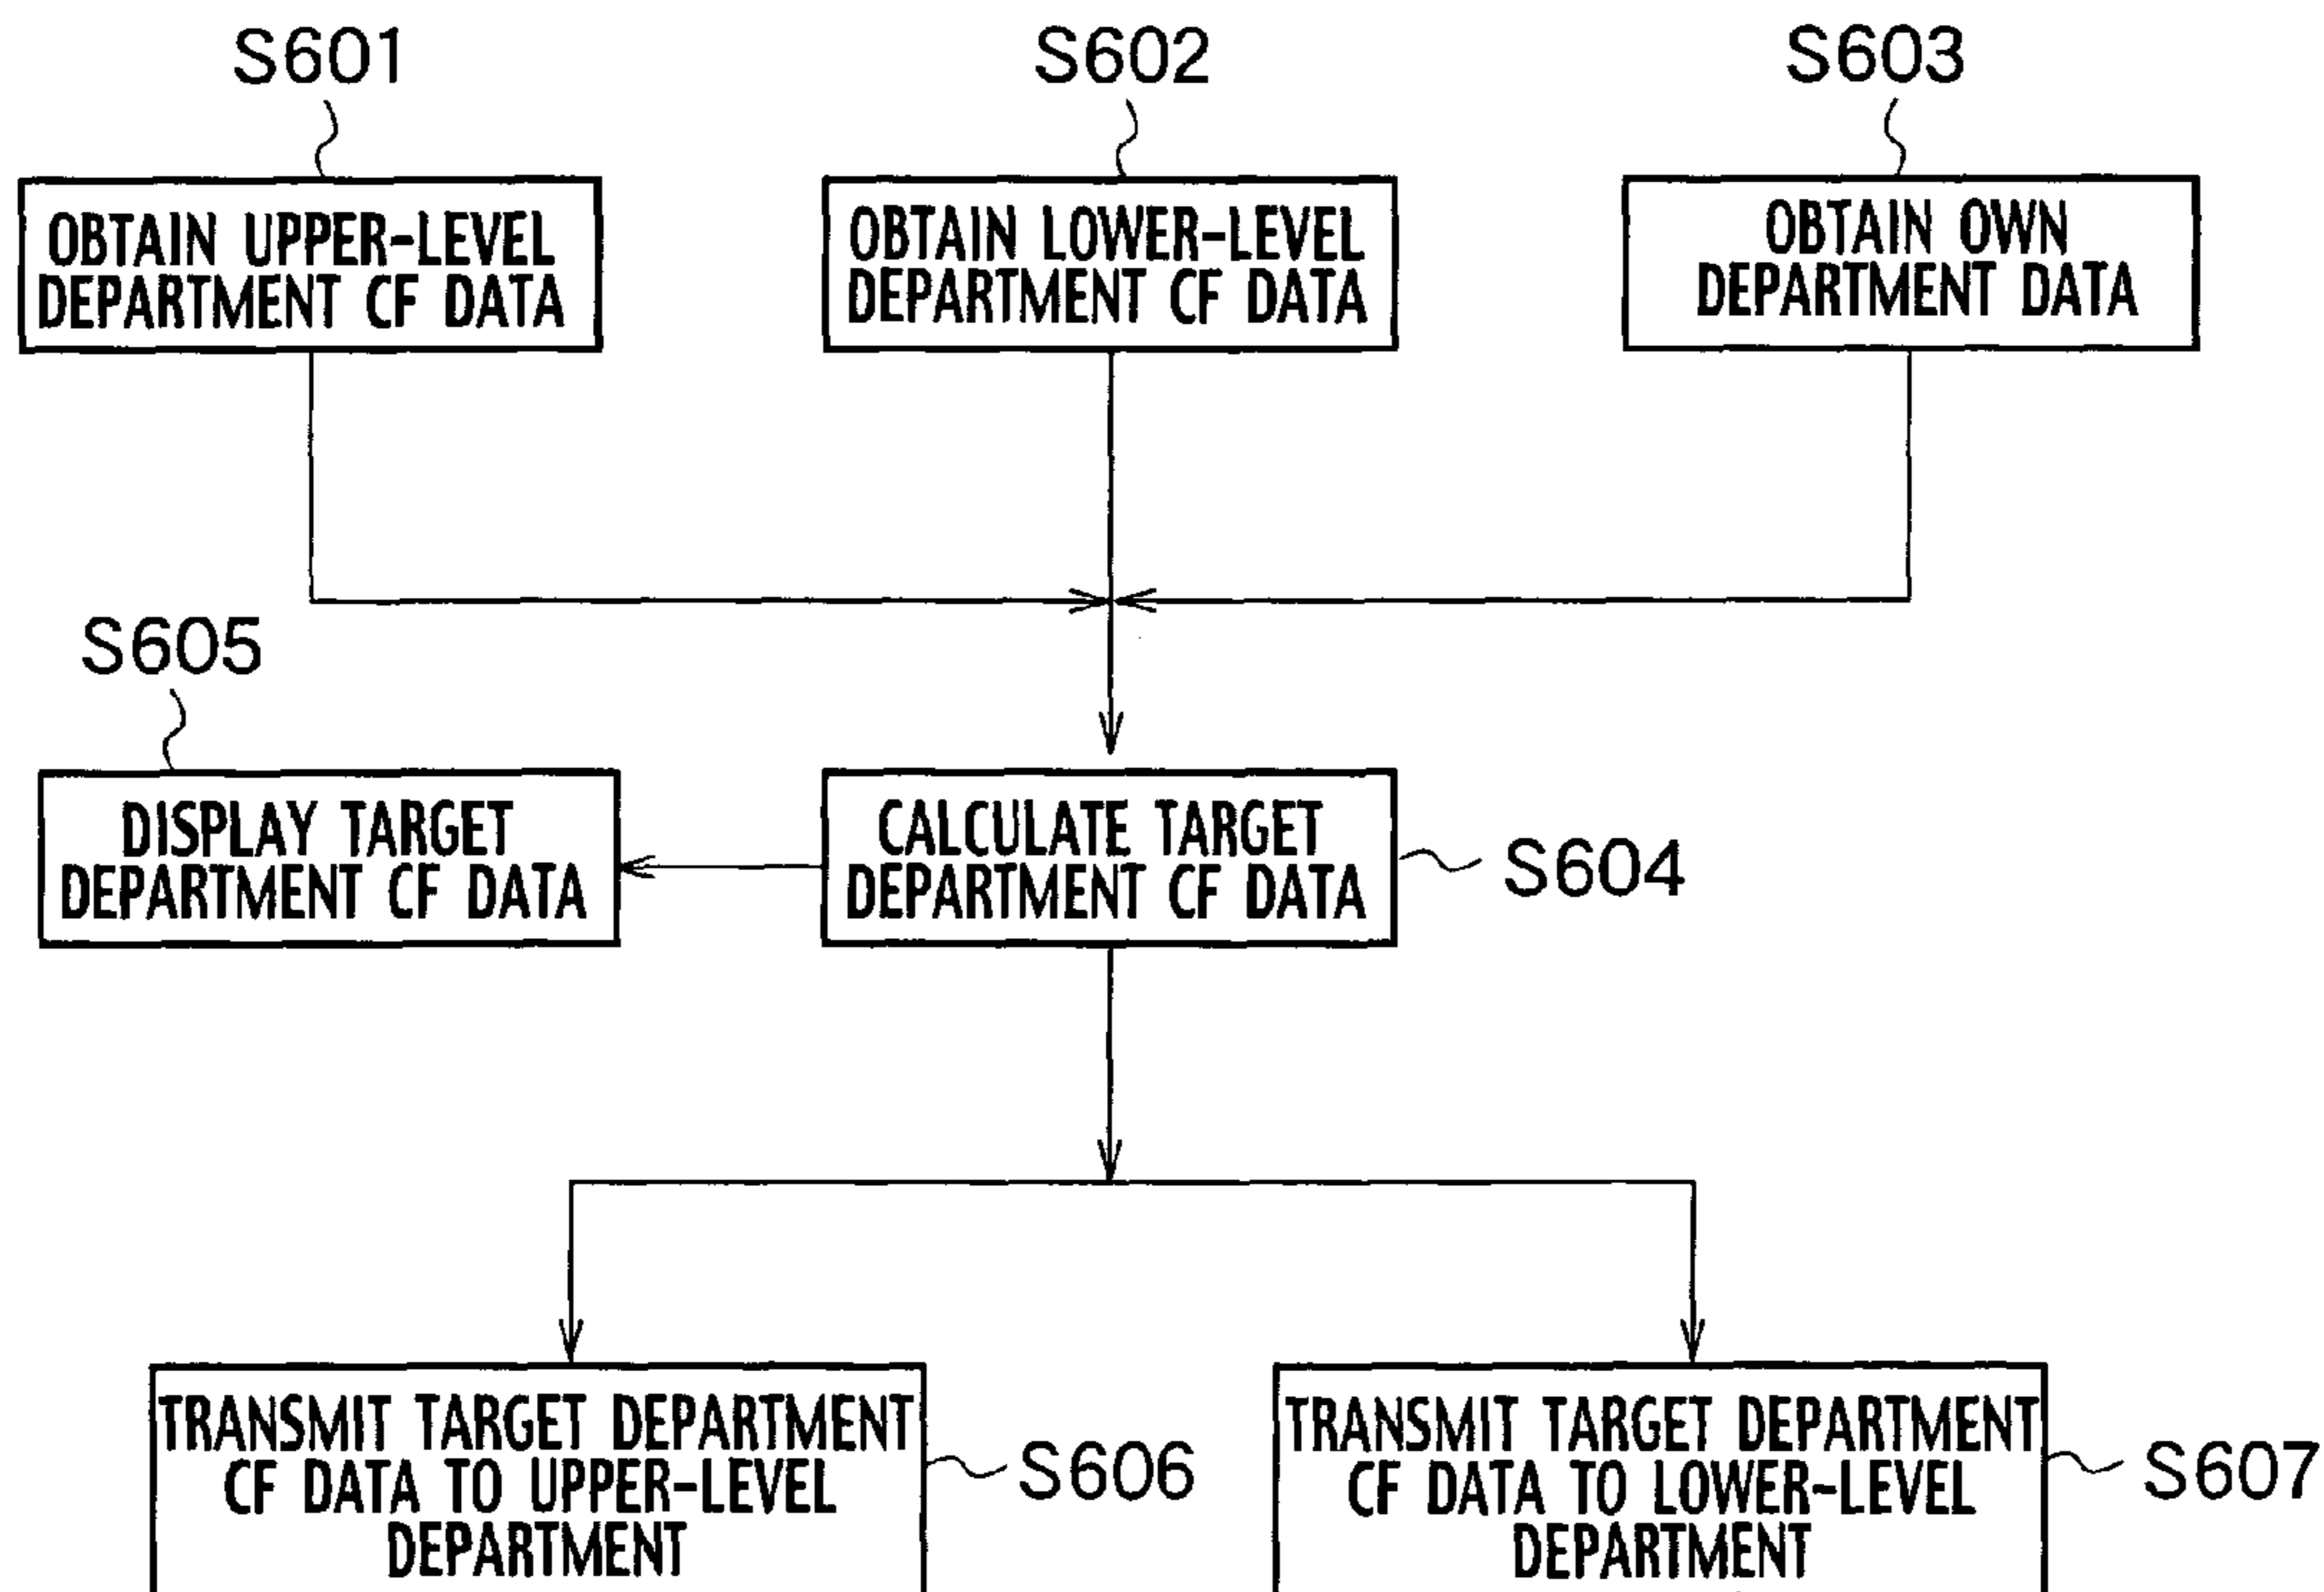 S601
S602
S603
OBTAIN UPPER-LEVEL
DEPARTMENT CF DATA
OBTAIN LOWER-LEVEL
DEPARTMENT CF DATA
OBTAIN OWN
DEPARTMENT DATA
S605
DISPLAY TARGET
DEPARTMENT CF DATA
CALCULATE TARGET
DEPARTMENT CF DATA
S604
TRANSMIT TARGET DEPARTMENT
CF DATA TO UPPER-LEVEL
DEPARTMENT
S606
TRANSMIT TARGET DEPARTMENT
CF DATA TO LOWER-LEVEL
DEPARTMENT
S607